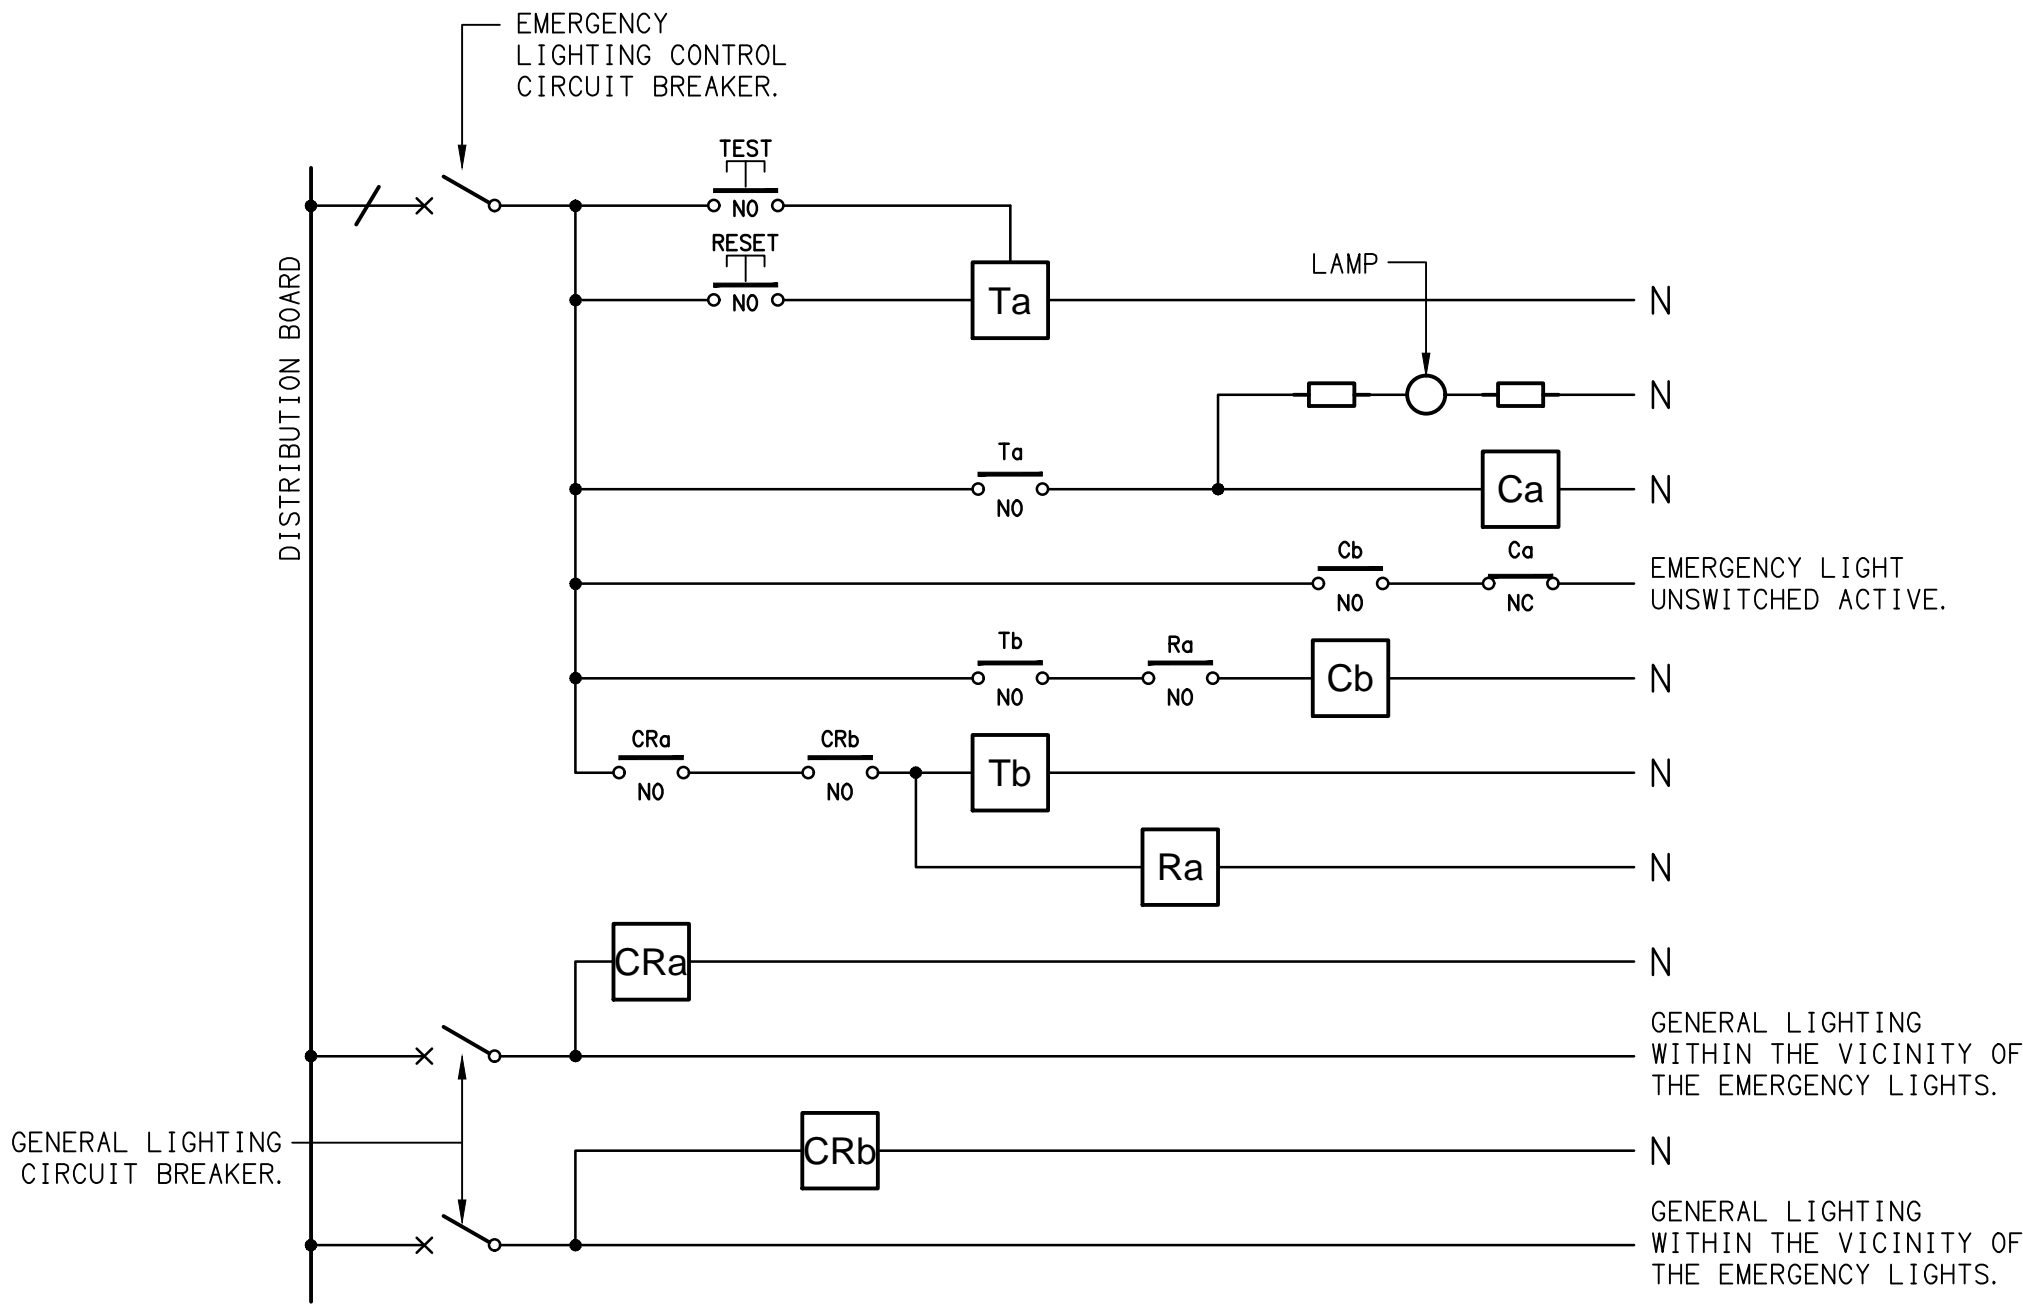 EMERGENCY
LIGHTING CONTROL
CIRCUIT BREAKER.
TEST
NO
RESET
NO
DISTRIBUTION BOARD
Ta
LAMP
N
N
Ta
NO
Ca
N
Cb
NO
Ca
NC
EMERGENCY LIGHT
UNSWITCHED ACTIVE.
Tb
NO
Ra
NO
Cb
N
CRa
NO
CRb
NO
Tb
N
Ra
N
CRa
N
GENERAL LIGHTING
WITHIN THE VICINITY OF
THE EMERGENCY LIGHTS.
GENERAL LIGHTING
CIRCUIT BREAKER.
CRb
N
GENERAL LIGHTING
WITHIN THE VICINITY OF
THE EMERGENCY LIGHTS.